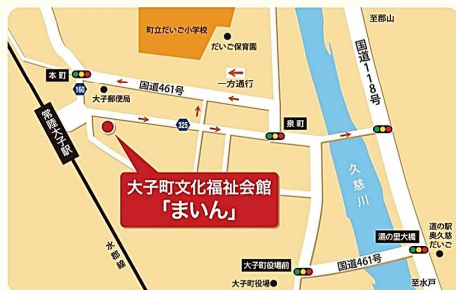 町立だいご小学校
だいご保育園
至郡山
国道118号
一方通行
本町
国道461号
160
大子郵便局
325
泉町
常陸大子駅
大子町文化福祉会館
「まいん」
久慈川
水郡線
湯の里大橋
道の駅
奥久慈
だいご
大子町役場前
国道461号
大子町役場
至水戸